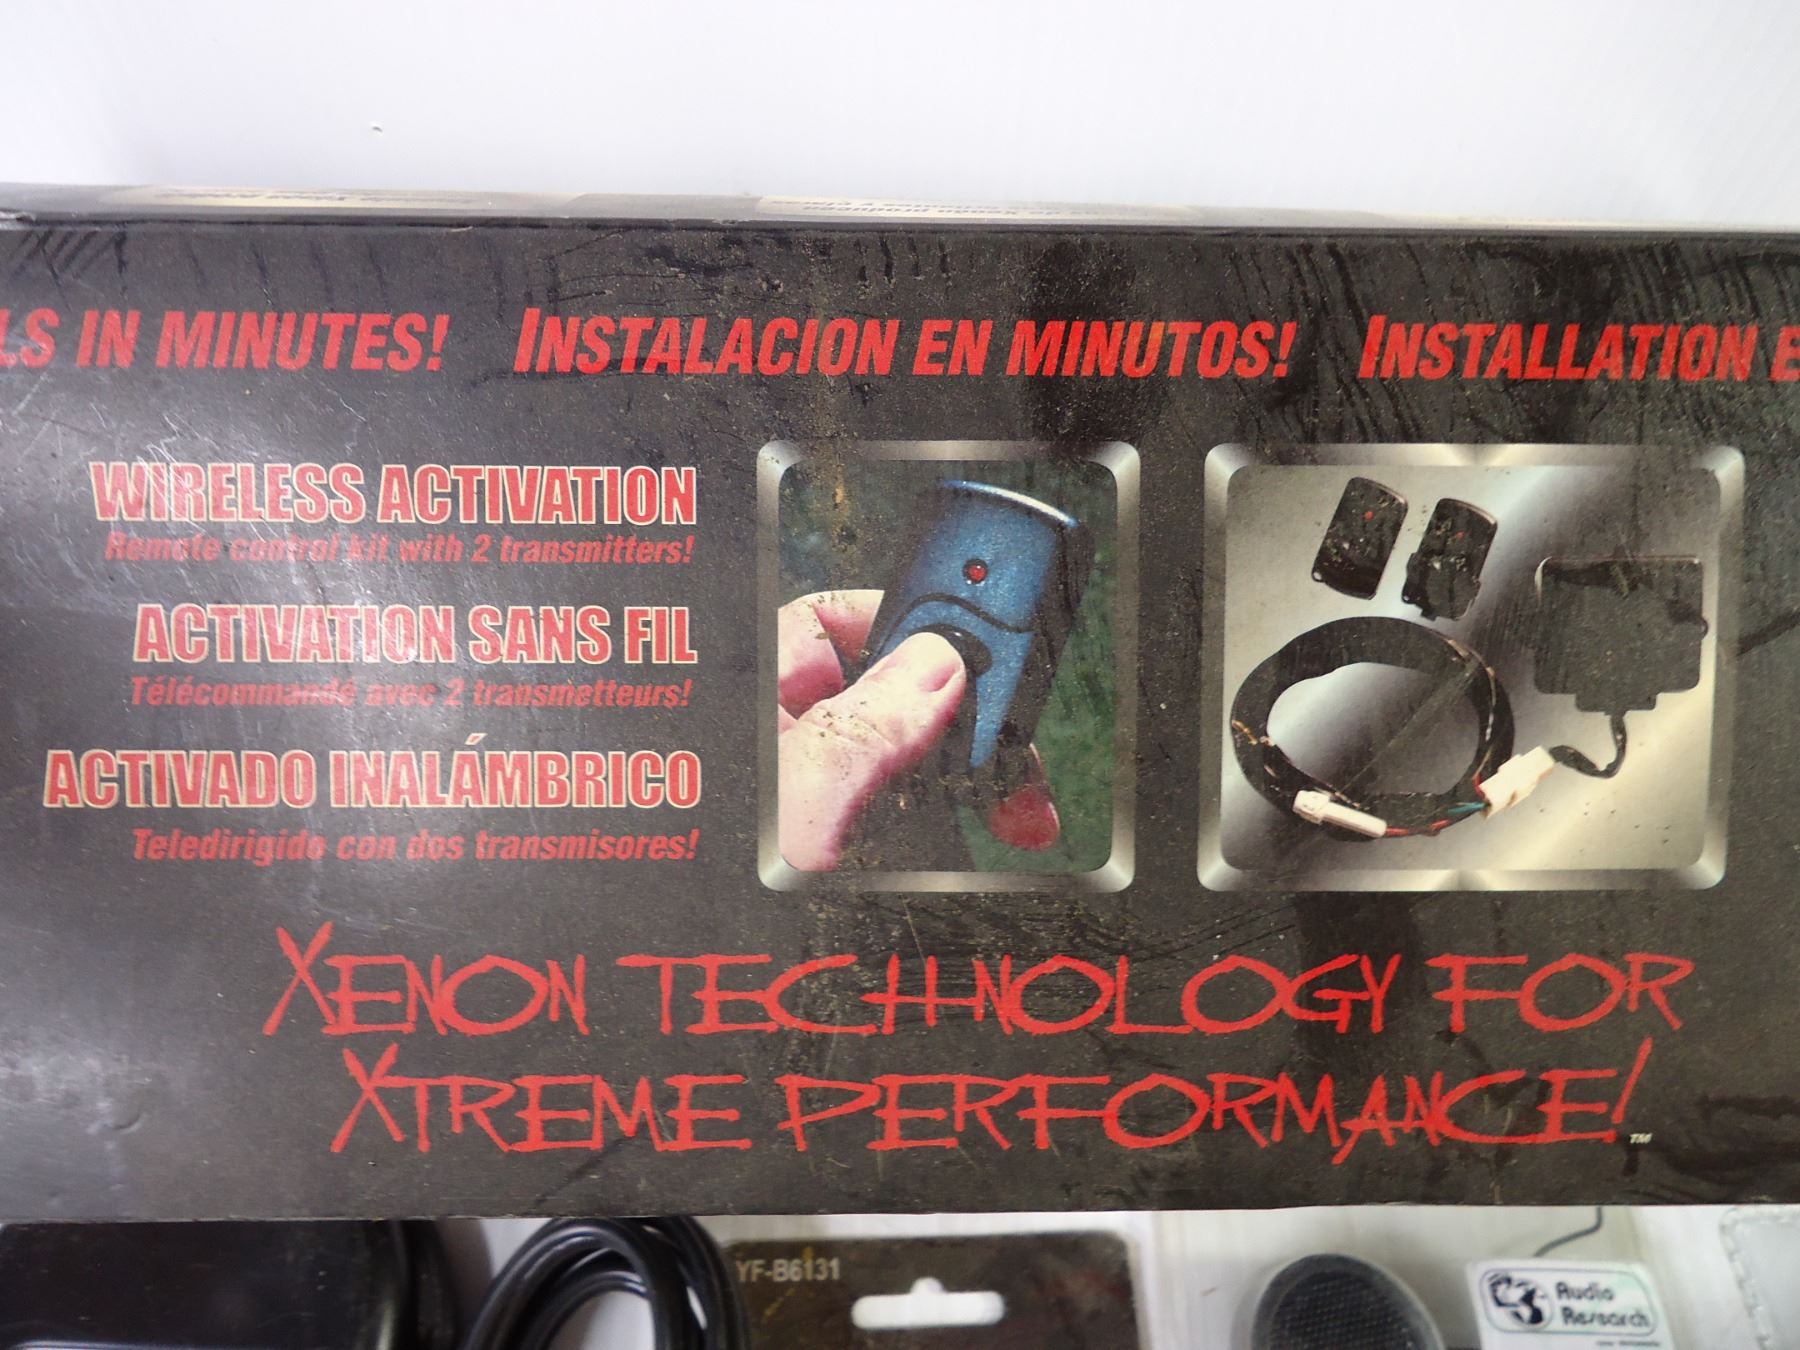 LS IN MINUTES! INSTALACION EN MINUTOS! INSTALLATION E
WIRELESS ACTIVATION
Remote control kit with 2 transmitters!
ACTIVATION SANS FIL
Télécommandé avec 2 transmetteurs!
ACTIVADO INALÁMBRICO
Teledirigido con dos transmisores!
XENON TECHNOLOGY FOR
XTREME PERFORMANCE!™
YF-B6131
Audio
Research